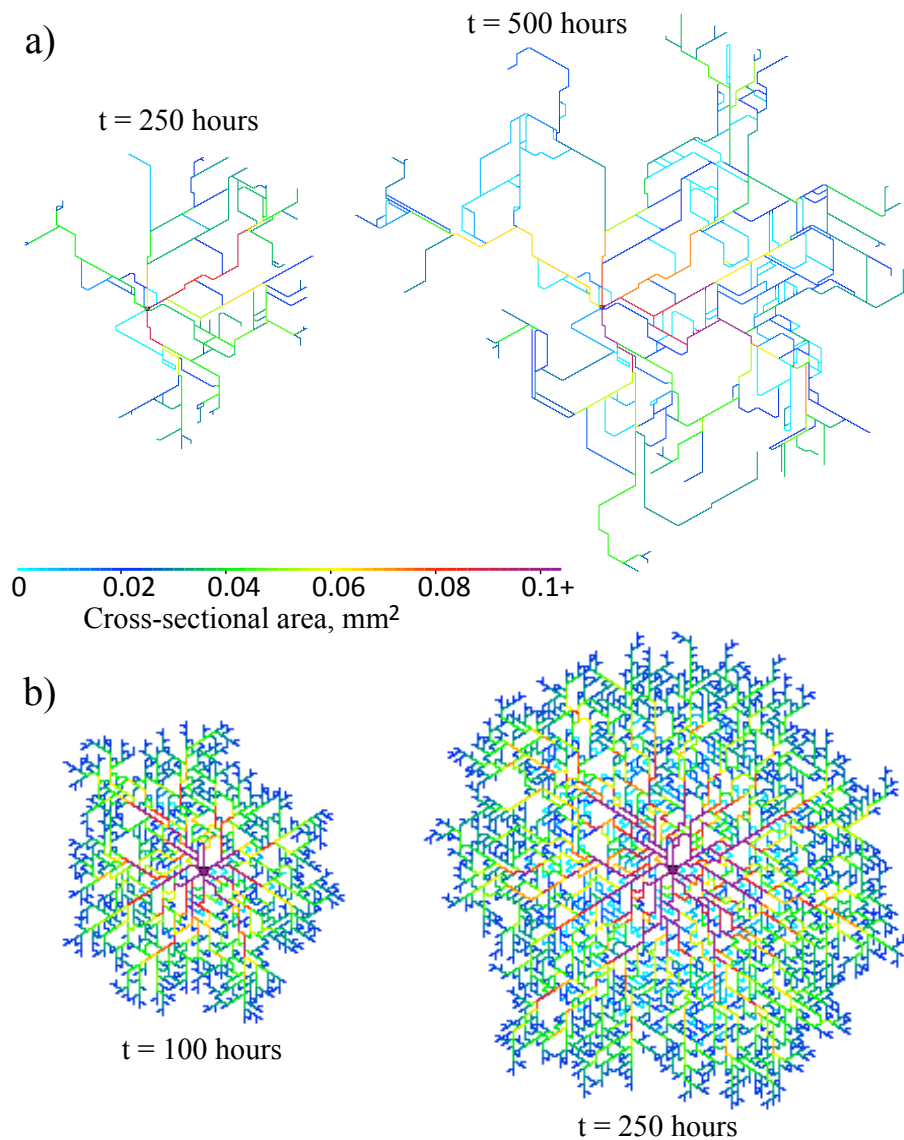 a)
t = 500 hours
t = 250 hours
0 0.02 0.04 0.06 0.08 0.1+
Cross-sectional area, mm²
b)
t = 100 hours
t = 250 hours